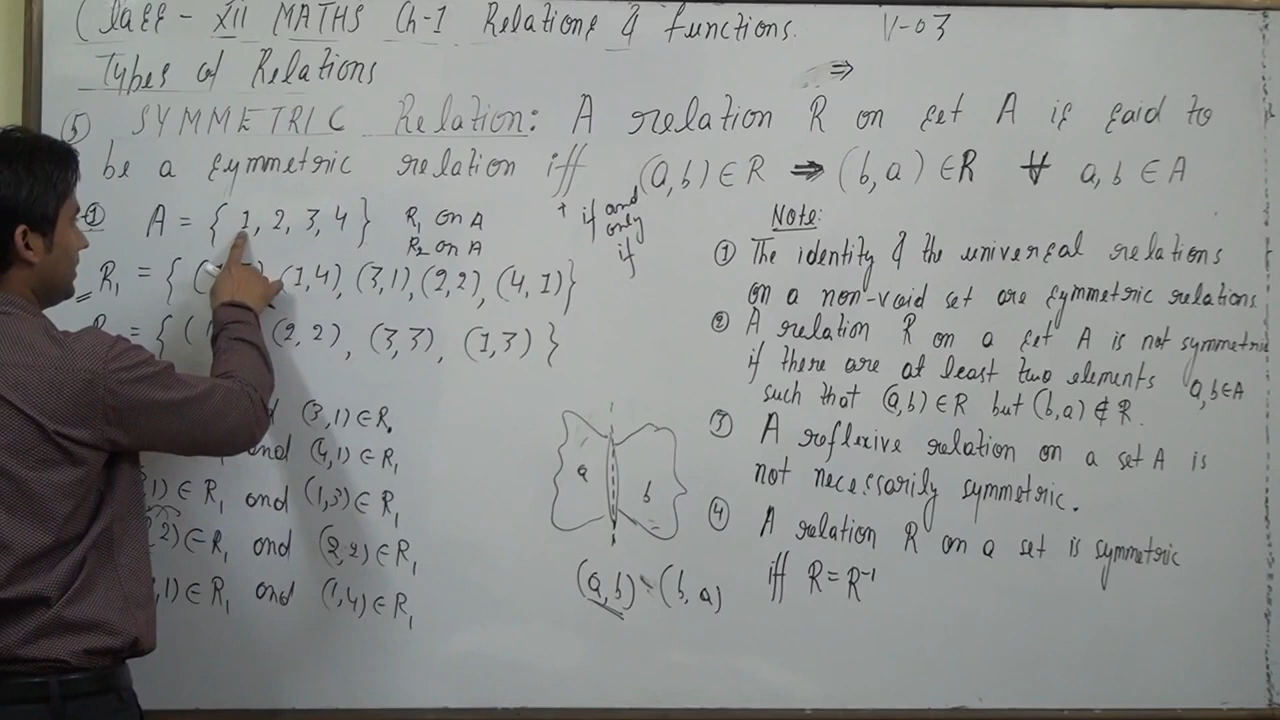 Class - XII MATHS Ch-1 Relations & functions. V-03
Types of Relations ⇒
⑤ SYMMETRIC Relation: A relation R on set A is said to
be a symmetric relation iff (a,b) ∈ R ⇒ (b,a) ∈ R ∀ a, b ∈ A
if and
only
if
① A = { 1, 2, 3, 4 } R₁ on A
R₂ on A
R₁ = { (1,4), (3,1), (2,2), (4,1)}
= { (1 (2,2), (3,3), (1,3) }
(3,1) ∈ R₁
and (4,1) ∈ R₁
1) ∈ R₁ and (1,3) ∈ R₁
2) ∈ R₁ and (2,2) ∈ R₁
,1) ∈ R₁ and (1,4) ∈ R₁
a b
(a,b) (b,a)
Note:
① The identity & the universal relations
on a non-void set are symmetric relations
② A relation R on a set A is not symmetric
if there are at least two elements a,b∈A
such that (a,b) ∈ R but (b,a) ∉ R.
③ A reflexive relation on a set A is
not necessarily symmetric.
④ A relation R on a set is symmetric
iff R = R⁻¹